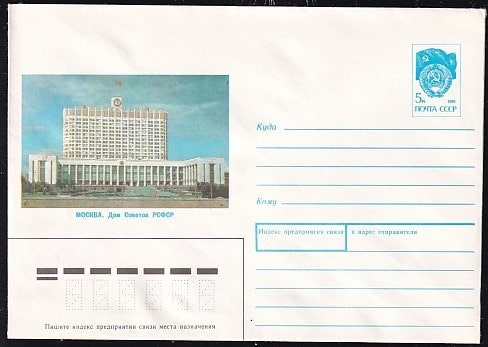 5к
ПОЧТА СССР
МОСКВА. Дом Советов РСФСР
Куда
Кому
Индекс предприятия связи и адрес отправителя
Пишите индекс предприятия связи места назначения